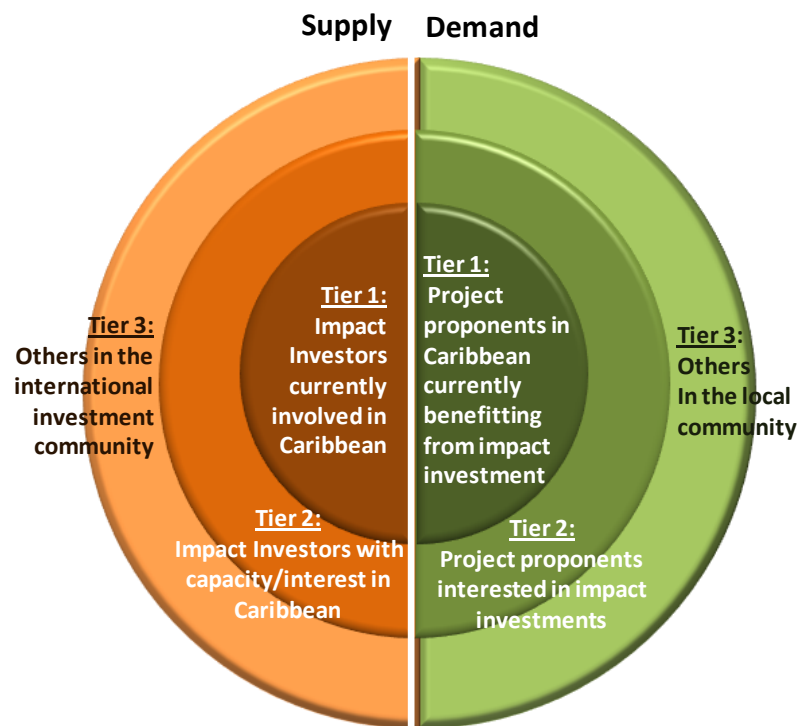 Supply
Demand
Tier 1:
Impact
Investors
currently
involved in
Caribbean
Tier 1:
Project
proponents in
Caribbean
currently
benefitting
from impact
investment
Tier 3:
Others in the
international
investment
community
Tier 3:
Others
In the local
community
Tier 2:
Impact Investors with
capacity/interest in
Caribbean
Tier 2:
Project proponents
interested in impact
investments